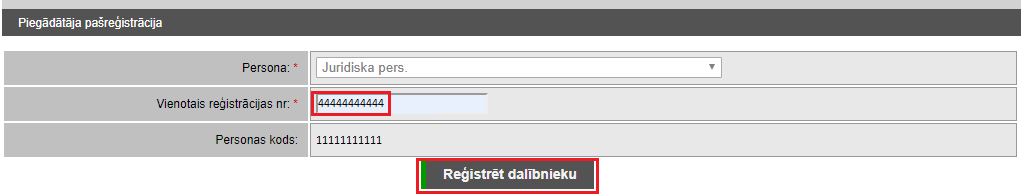 Piegādātāja pašreģistrācija
Persona: * Juridiska pers.
Vienotais reģistrācijas nr: * 44444444444
Personas kods: 11111111111
Reģistrēt dalībnieku